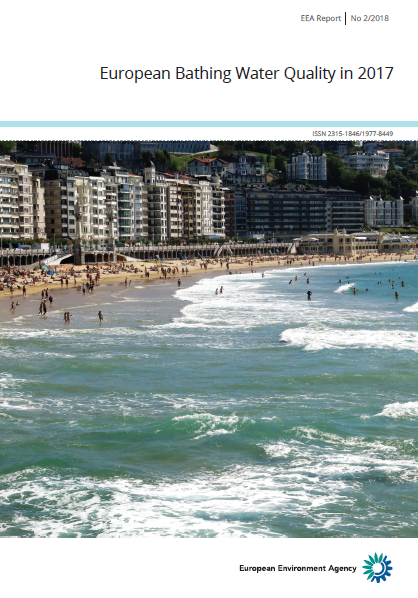 EEA Report | No 2/2018
European Bathing Water Quality in 2017
ISSN 2315-1846/1977-8449
European Environment Agency